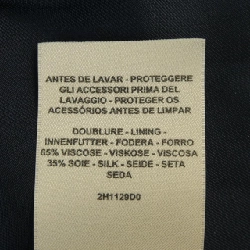 ANTES DE LAVAR - PROTEGGERE
GLI ACCESSORI PRIMA DEL
LAVAGGIO - PROTEGER OS
ACESSÓRIOS ANTES DE LIMPAR
DOUBLURE - LINING -
INNENFUTTER - FODERA - FORRO
65% VISCOSE - VISKOSE - VISCOSA
35% SOIE - SILK - SEIDE - SETA
SEDA
2H1129D0